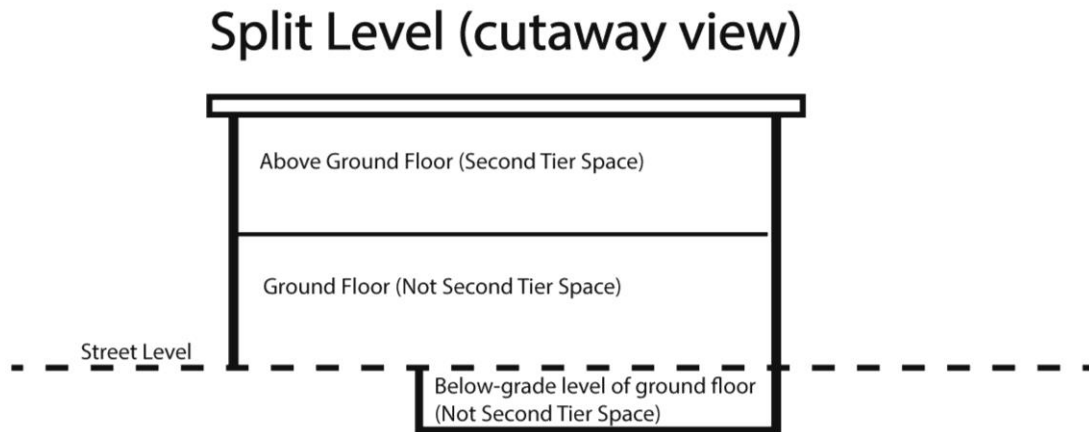 Split Level (cutaway view)
Above Ground Floor (Second Tier Space)
Ground Floor (Not Second Tier Space)
Street Level
Below-grade level of ground floor
(Not Second Tier Space)